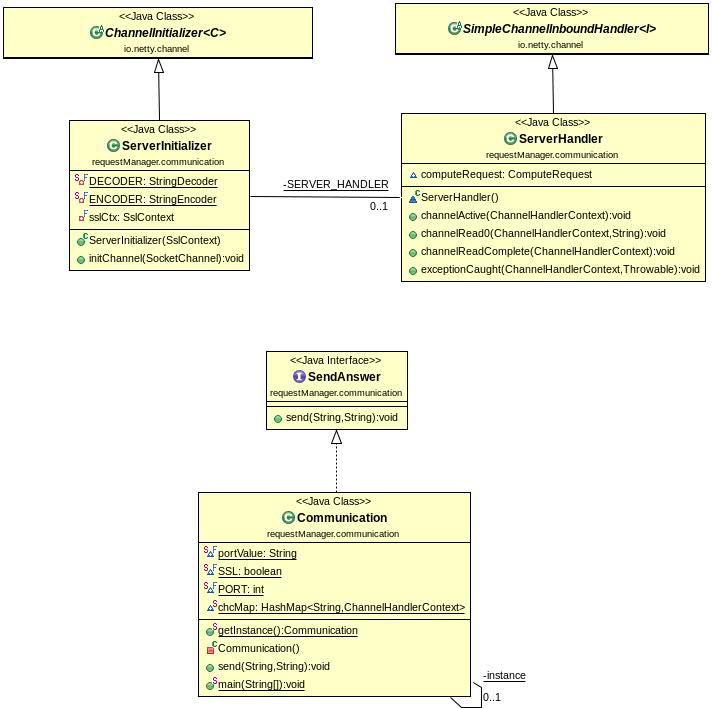 <<Java Class>>
ChannelInitializer<C>
io.netty.channel
<<Java Class>>
SimpleChannelInboundHandler<I>
io.netty.channel
<<Java Class>>
ServerInitializer
requestManager.communication
DECODER: StringDecoder
ENCODER: StringEncoder
sslCtx: SslContext
ServerInitializer(SslContext)
initChannel(SocketChannel):void
-SERVER_HANDLER
0..1
<<Java Class>>
ServerHandler
requestManager.communication
computeRequest: ComputeRequest
ServerHandler()
channelActive(ChannelHandlerContext):void
channelRead0(ChannelHandlerContext,String):void
channelReadComplete(ChannelHandlerContext):void
exceptionCaught(ChannelHandlerContext,Throwable):void
<<Java Interface>>
SendAnswer
requestManager.communication
send(String,String):void
<<Java Class>>
Communication
requestManager.communication
portValue: String
SSL: boolean
PORT: int
chcMap: HashMap<String,ChannelHandlerContext>
getInstance():Communication
Communication()
send(String,String):void
main(String[]):void
-instance
0..1